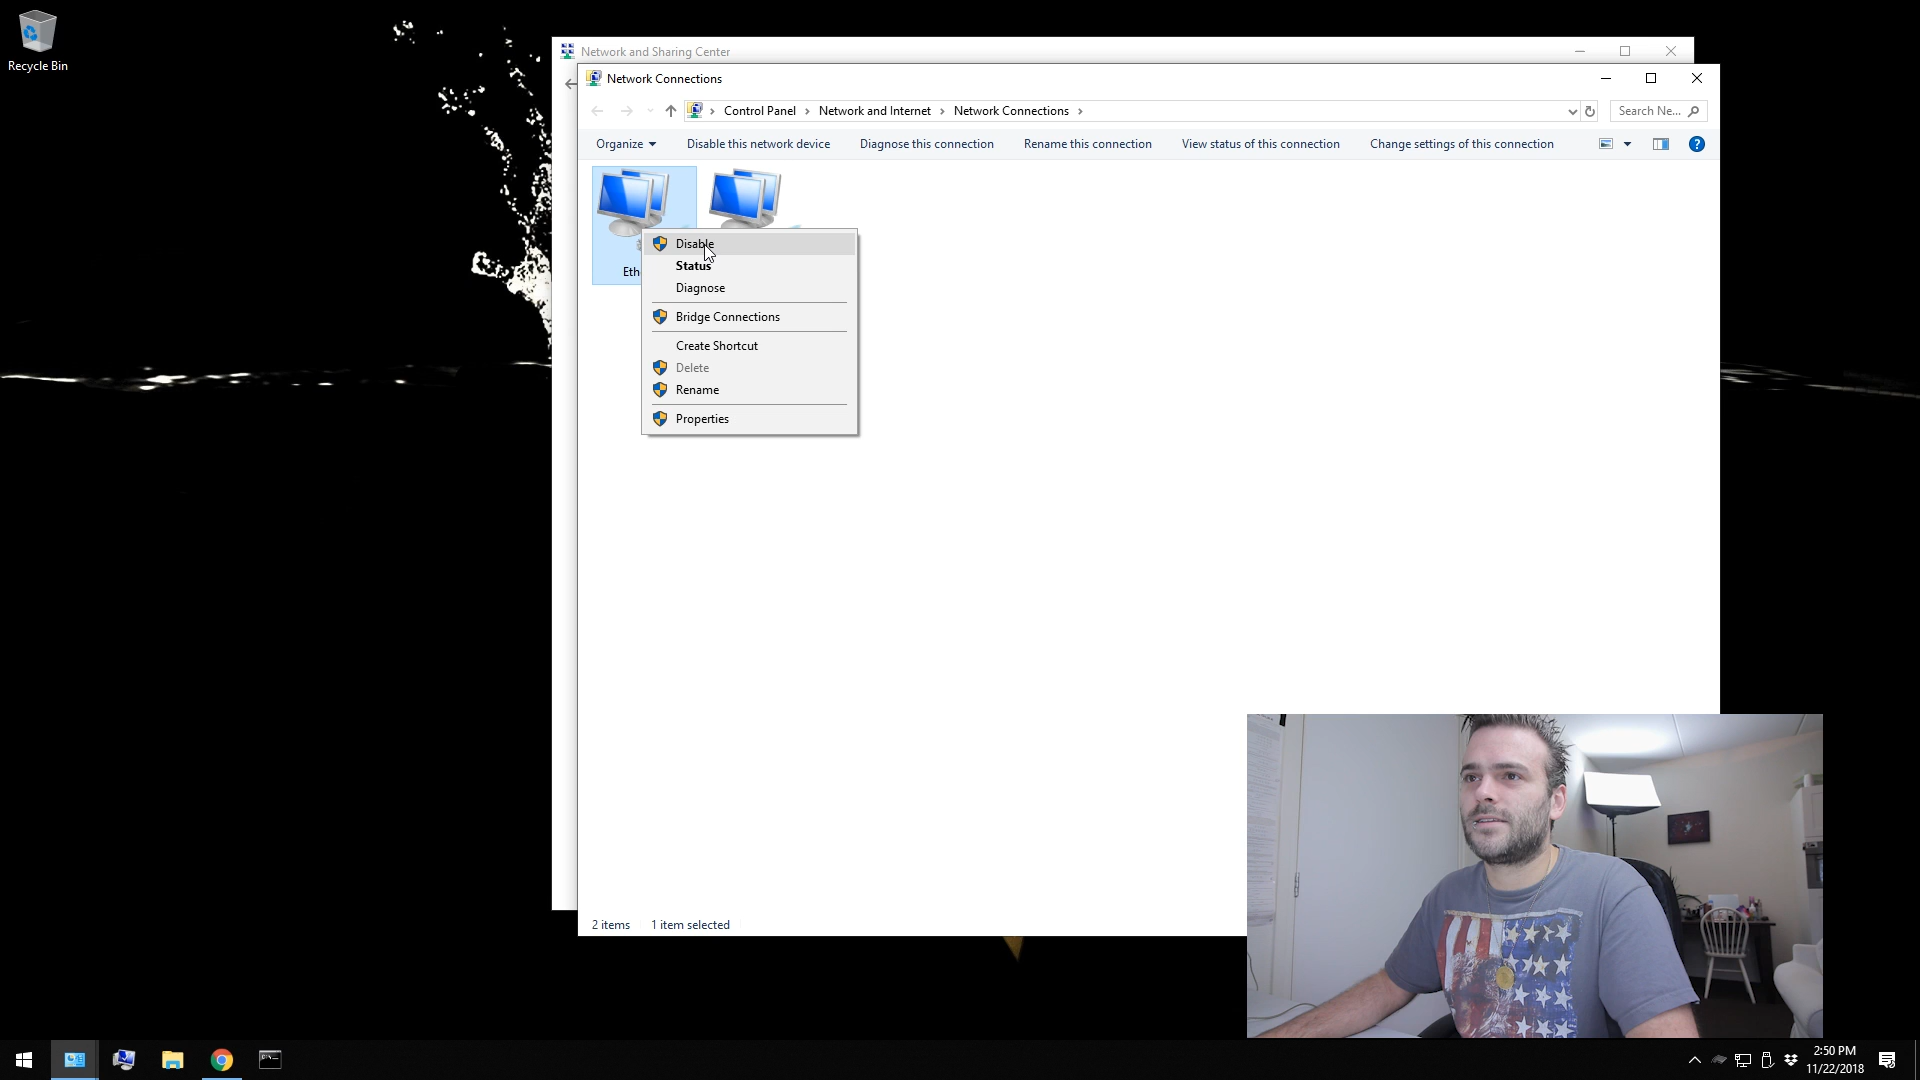 Recycle Bin
Network and Sharing Center
Network Connections
Control Panel
Network and Internet
Network Connections
Search Ne...
Organize
Disable this network device
Diagnose this connection
Rename this connection
View status of this connection
Change settings of this connection
?
Eth
Disable
Status
Diagnose
Bridge Connections
Create Shortcut
Delete
Rename
Properties
2 items
1 item selected
2:50 PM
11/22/2018